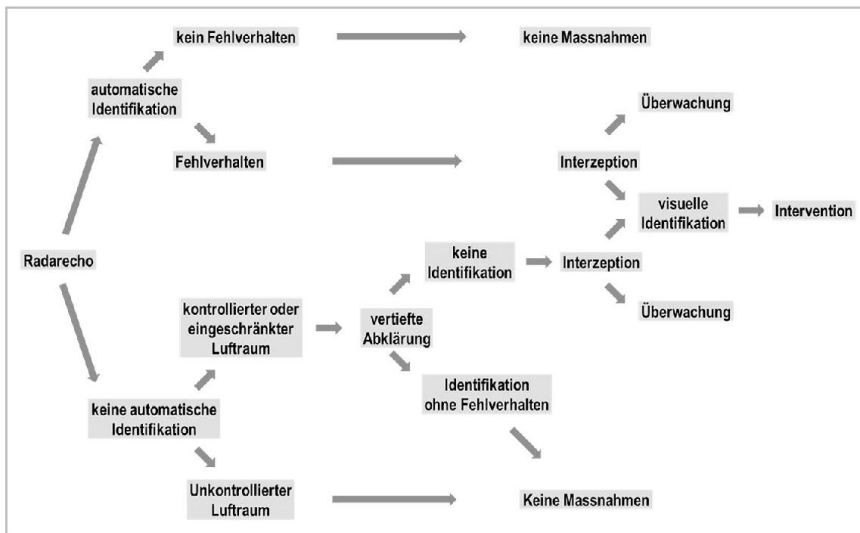 kein Fehlverhalten
keine Massnahmen
automatische
Identifikation
Überwachung
Fehlverhalten
Interzeption
visuelle
Identifikation
Intervention
keine
Identifikation
Interzeption
Radarecho
kontrollierter oder
eingeschränkter
Luftraum
vertiefte
Abklärung
Überwachung
Identifikation
ohne Fehlverhalten
keine automatische
Identifikation
Unkontrollierter
Luftraum
Keine Massnahmen